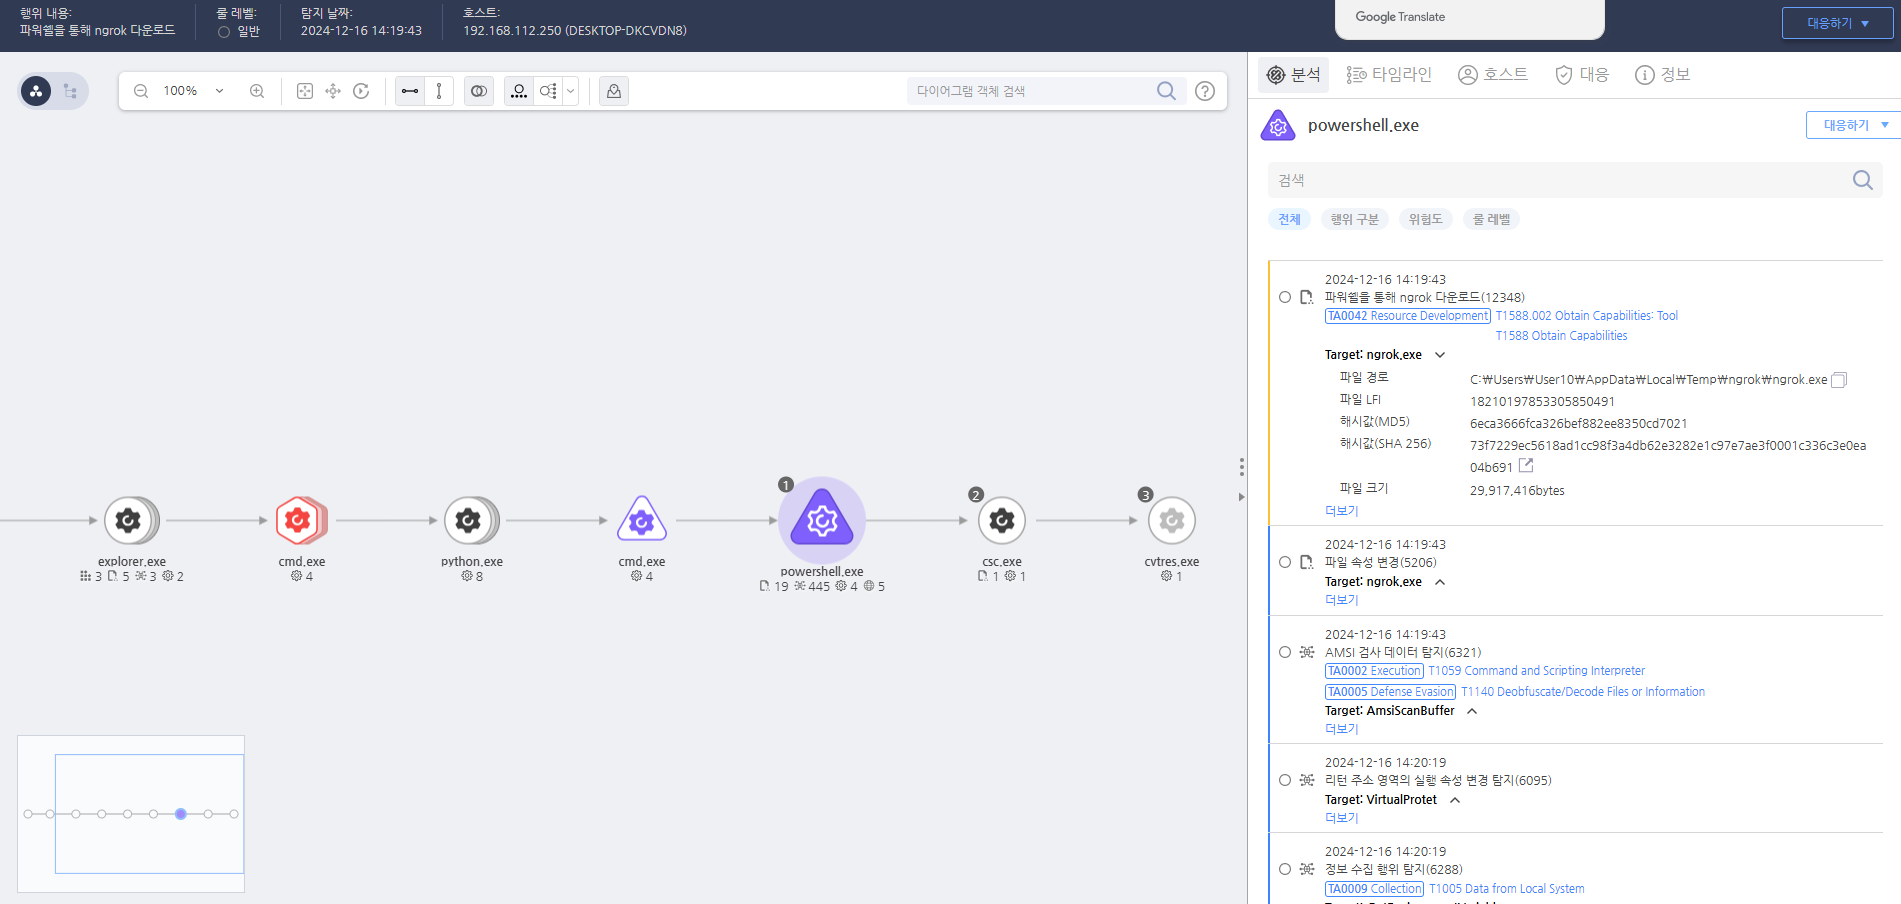 행위 내용:
파워쉘을 통해 ngrok 다운로드
룰 레벨:
일반
탐지 날짜:
2024-12-16 14:19:43
호스트:
192.168.112.250 (DESKTOP-DKCVDN8)
Google Translate
대응하기
100%
다이어그램 객체 검색
분석
타임라인
호스트
대응
정보
powershell.exe
대응하기
검색
전체
행위 구분
위험도
룰 레벨
2024-12-16 14:19:43
파워쉘을 통해 ngrok 다운로드(12348)
TA0042 Resource Development T1588.002 Obtain Capabilities: Tool
T1588 Obtain Capabilities
Target: ngrok.exe
파일 경로 C:₩Users₩User10₩AppData₩Local₩Temp₩ngrok₩ngrok.exe
파일 LFI 18210197853305850491
해시값(MD5) 6eca3666fca326bef882ee8350cd7021
해시값(SHA 256) 73f7229ec5618ad1cc98f3a4db62e3282e1c97e7ae3f0001c336c3e0ea
04b691
파일 크기 29,917,416bytes
더보기
2024-12-16 14:19:43
파일 속성 변경(5206)
Target: ngrok.exe
더보기
2024-12-16 14:19:43
AMSI 검사 데이터 탐지(6321)
TA0002 Execution T1059 Command and Scripting Interpreter
TA0005 Defense Evasion T1140 Deobfuscate/Decode Files or Information
Target: AmsiScanBuffer
더보기
2024-12-16 14:20:19
리턴 주소 영역의 실행 속성 변경 탐지(6095)
Target: VirtualProtet
더보기
2024-12-16 14:20:19
정보 수집 행위 탐지(6288)
TA0009 Collection T1005 Data from Local System
explorer.exe
3 5 3 2
cmd.exe
4
python.exe
8
cmd.exe
4
1
powershell.exe
19 445 4 5
2
csc.exe
1 1
3
cvtres.exe
1